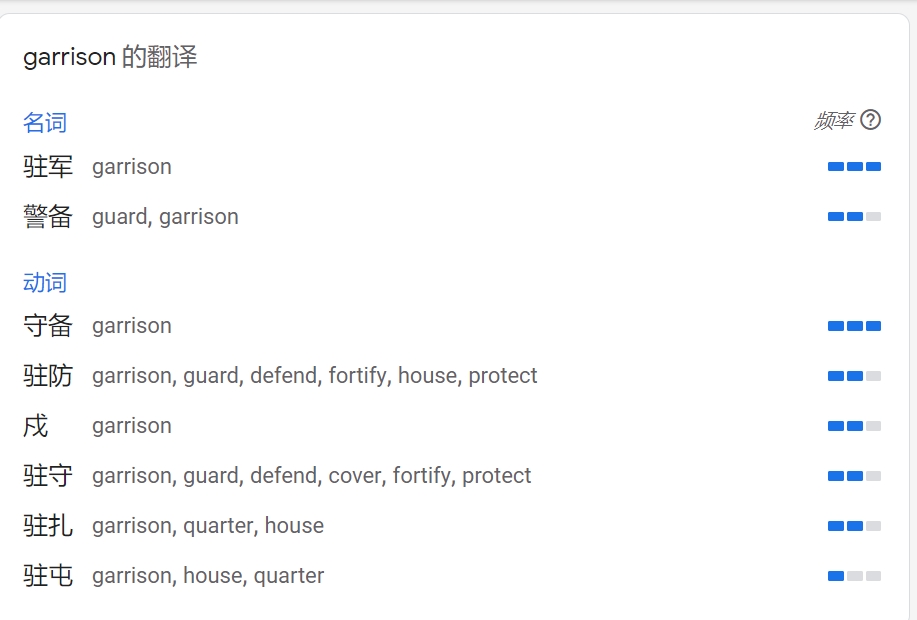 garrison 的翻译
名词 频率
驻军 garrison
警备 guard, garrison
动词
守备 garrison
驻防 garrison, guard, defend, fortify, house, protect
戍 garrison
驻守 garrison, guard, defend, cover, fortify, protect
驻扎 garrison, quarter, house
驻屯 garrison, house, quarter